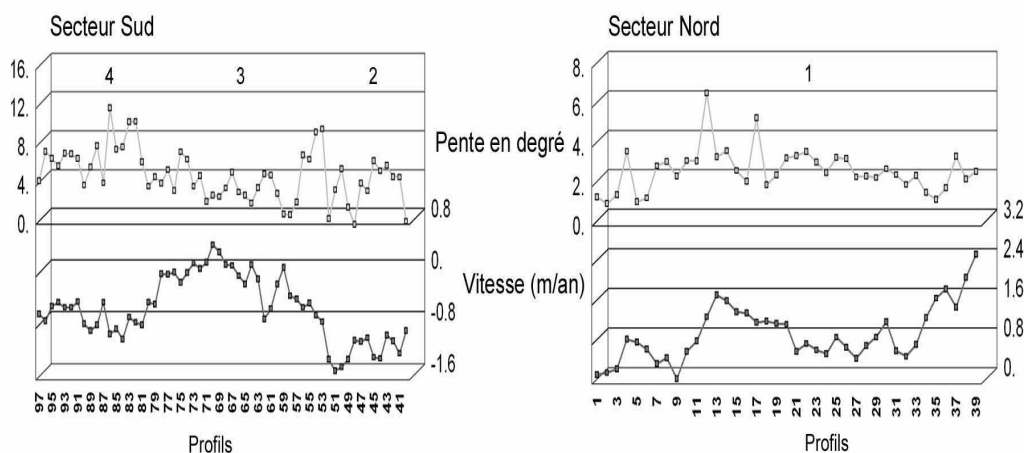 Secteur Sud
16.
12.
8.
4.
0.
4 3 2
0.8
0.
-0.8
-1.6
97 95 93 91 89 87 85 83 81 79 77 75 73 71 69 67 65 63 61 59 57 55 53 51 49 47 45 43 41
Profils
Pente en degré
Vitesse (m/an)
Secteur Nord
8.
6.
4.
2.
0.
1
3.2
2.4
1.6
0.8
0.
1 3 5 7 9 11 13 15 17 19 21 23 25 27 29 31 33 35 37 39
Profils